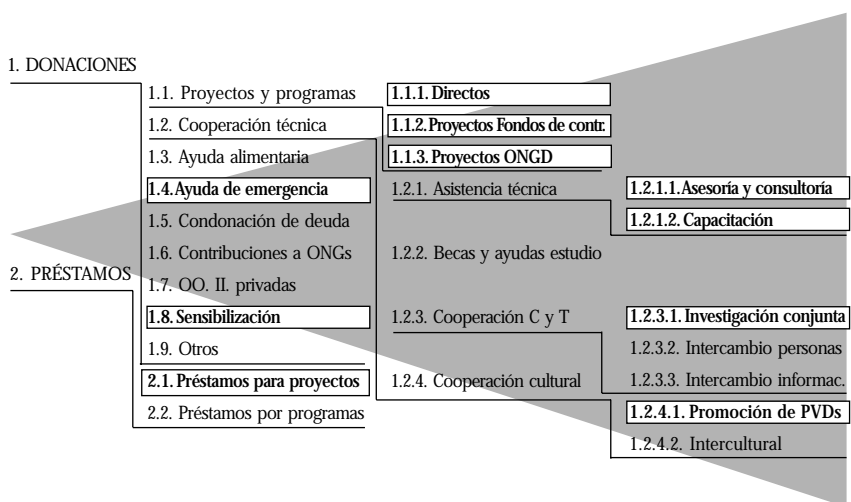 1. DONACIONES
1.1. Proyectos y programas
1.1.1. Directos
1.2. Cooperación técnica
1.1.2. Proyectos Fondos de contr.
1.3. Ayuda alimentaria
1.1.3. Proyectos ONGD
1.4. Ayuda de emergencia
1.2.1. Asistencia técnica
1.2.1.1. Asesoría y consultoría
1.5. Condonación de deuda
1.2.1.2. Capacitación
1.6. Contribuciones a ONGs
1.2.2. Becas y ayudas estudio
2. PRÉSTAMOS
1.7. OO. II. privadas
1.8. Sensibilización
1.2.3. Cooperación C y T
1.2.3.1. Investigación conjunta
1.9. Otros
1.2.3.2. Intercambio personas
2.1. Préstamos para proyectos
1.2.4. Cooperación cultural
1.2.3.3. Intercambio informac.
2.2. Préstamos por programas
1.2.4.1. Promoción de PVDs
1.2.4.2. Intercultural